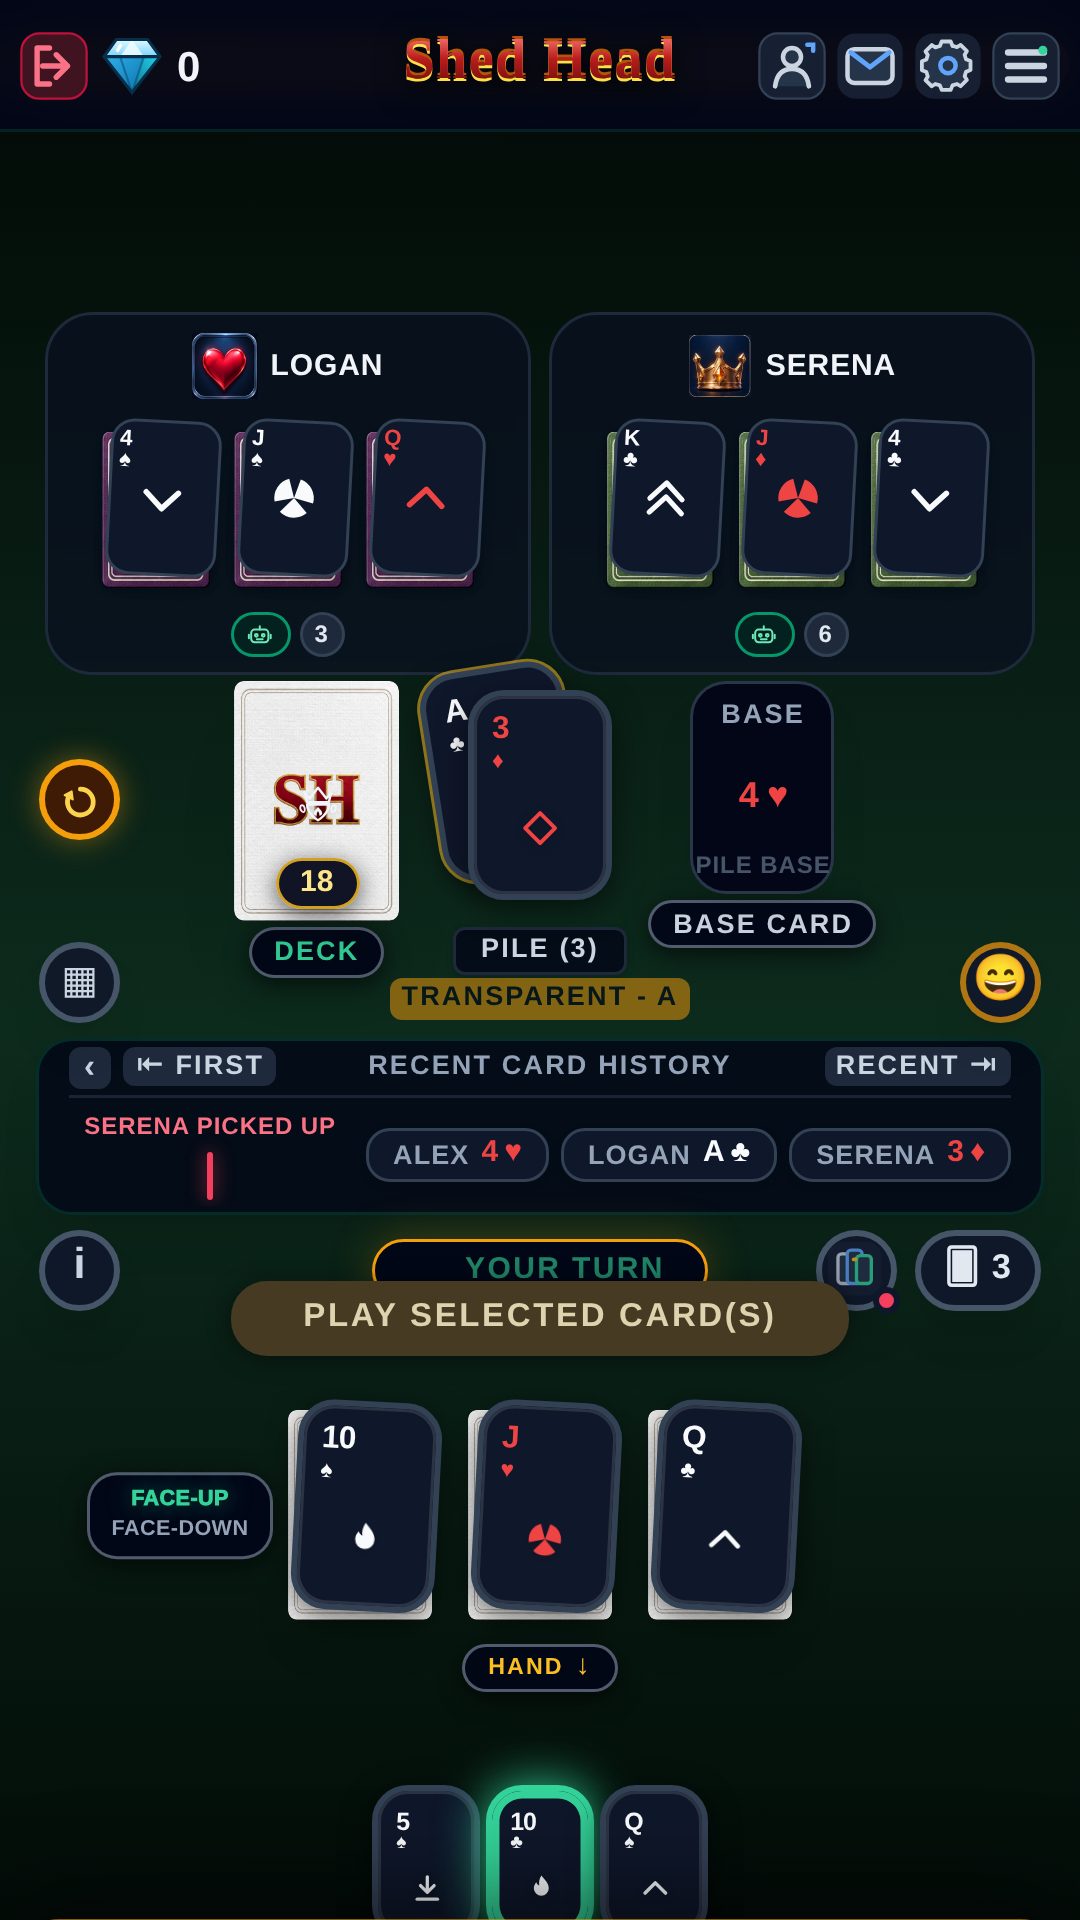 0
Shed Head
LOGAN
SERENA
4 ♠
J ♠
Q ♥
K ♣
J ♦
4 ♣
3
6
A ♣
3 ♦
SH
18
DECK
PILE (3)
TRANSPARENT - A
BASE
4 ♥
PILE BASE
BASE CARD
‹
⇤ FIRST
RECENT CARD HISTORY
RECENT ⇥
SERENA PICKED UP
ALEX 4 ♥
LOGAN A ♣
SERENA 3 ♦
i
YOUR TURN
3
PLAY SELECTED CARD(S)
10 ♠
J ♥
Q ♣
FACE-UP
FACE-DOWN
HAND ↓
5 ♠
10 ♣
Q ♠